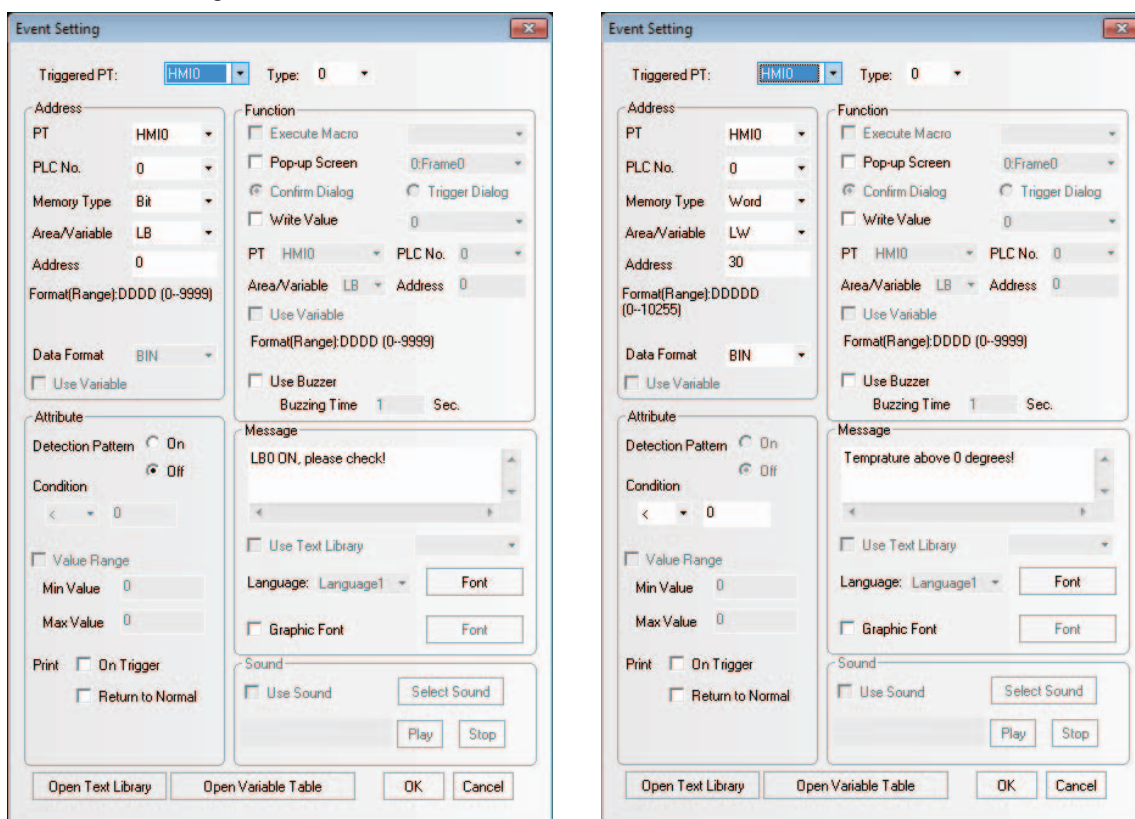 Event Setting
Triggered PT: HMI0 Type: 0
Address
PT HMI0
PLC No. 0
Memory Type Bit
Area/Variable LB
Address 0
Format(Range):DDDD (0--9999)
Data Format BIN
Use Variable
Attribute
Detection Pattern On
Off
Condition
< 0
Value Range
Min Value 0
Max Value 0
Print On Trigger
Return to Normal
Function
Execute Macro
Pop-up Screen 0:Frame0
Confirm Dialog Trigger Dialog
Write Value 0
PT HMI0 PLC No. 0
Area/Variable LB Address 0
Use Variable
Format(Range):DDDD (0--9999)
Use Buzzer
Buzzing Time 1 Sec.
Message
LB0 ON, please check!
Use Text Library
Language: Language1 Font
Graphic Font Font
Sound
Use Sound Select Sound
Play Stop
Open Text Library Open Variable Table OK Cancel
Event Setting
Triggered PT: HMI0 Type: 0
Address
PT HMI0
PLC No. 0
Memory Type Word
Area/Variable LW
Address 30
Format(Range):DDDDD
(0--10255)
Data Format BIN
Use Variable
Attribute
Detection Pattern On
Off
Condition
< 0
Value Range
Min Value 0
Max Value 0
Print On Trigger
Return to Normal
Function
Execute Macro
Pop-up Screen 0:Frame0
Confirm Dialog Trigger Dialog
Write Value 0
PT HMI0 PLC No. 0
Area/Variable LB Address 0
Use Variable
Format(Range):DDDD (0--9999)
Use Buzzer
Buzzing Time 1 Sec.
Message
Temprature above 0 degrees!
Use Text Library
Language: Language1 Font
Graphic Font Font
Sound
Use Sound Select Sound
Play Stop
Open Text Library Open Variable Table OK Cancel